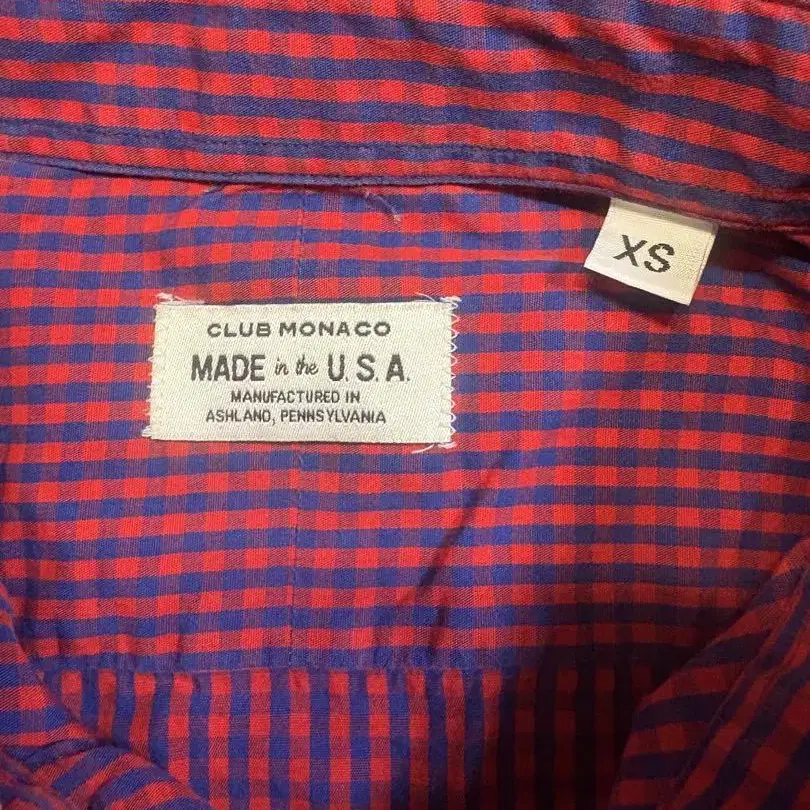 XS
CLUB MONACO
MADE in the U.S.A.
MANUFACTURED IN
ASHLAND, PENNSYLVANIA